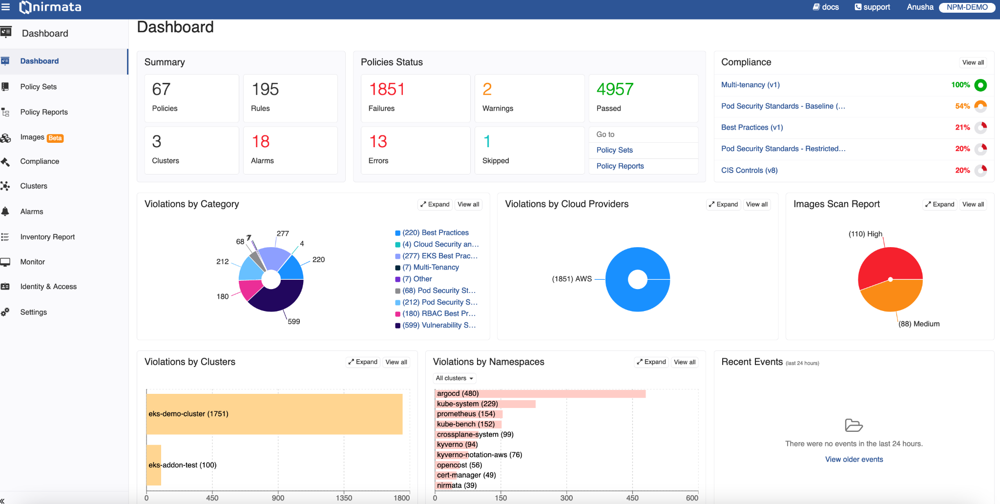 nirmata
docs
support
Anusha
NPM-DEMO
Dashboard
Dashboard
Policy Sets
Policy Reports
Images Beta
Compliance
Clusters
Alarms
Inventory Report
Monitor
Identity & Access
Settings
Dashboard
Summary
67
Policies
195
Rules
3
Clusters
18
Alarms
Policies Status
1851
Failures
2
Warnings
4957
Passed
13
Errors
1
Skipped
Go to
Policy Sets
Policy Reports
Compliance
View all
Multi-tenancy (v1) 100%
Pod Security Standards - Baseline (... 54%
Best Practices (v1) 21%
Pod Security Standards - Restricted... 20%
CIS Controls (v8) 20%
Violations by Category
Expand
View all
277
4
220
599
180
212
68
7
(220) Best Practices
(4) Cloud Security an...
(277) EKS Best Prac...
(7) Multi-Tenancy
(7) Other
(68) Pod Security St...
(212) Pod Security S...
(180) RBAC Best Pr...
(599) Vulnerability S...
Violations by Cloud Providers
Expand
View all
(1851) AWS
Images Scan Report
Expand
View all
(110) High
(88) Medium
Violations by Clusters
Expand
View all
eks-demo-cluster (1751)
eks-addon-test (100)
0 450 900 1350 1800
Violations by Namespaces
Expand
View all
All clusters
argocd (480)
kube-system (229)
prometheus (154)
kube-bench (152)
crossplane-system (99)
kyverno (94)
kyverno-notation-aws (76)
opencost (56)
cert-manager (49)
nirmata (39)
0 150 300 450 600
Recent Events (last 24 hours)
There were no events in the last 24 hours.
View older events